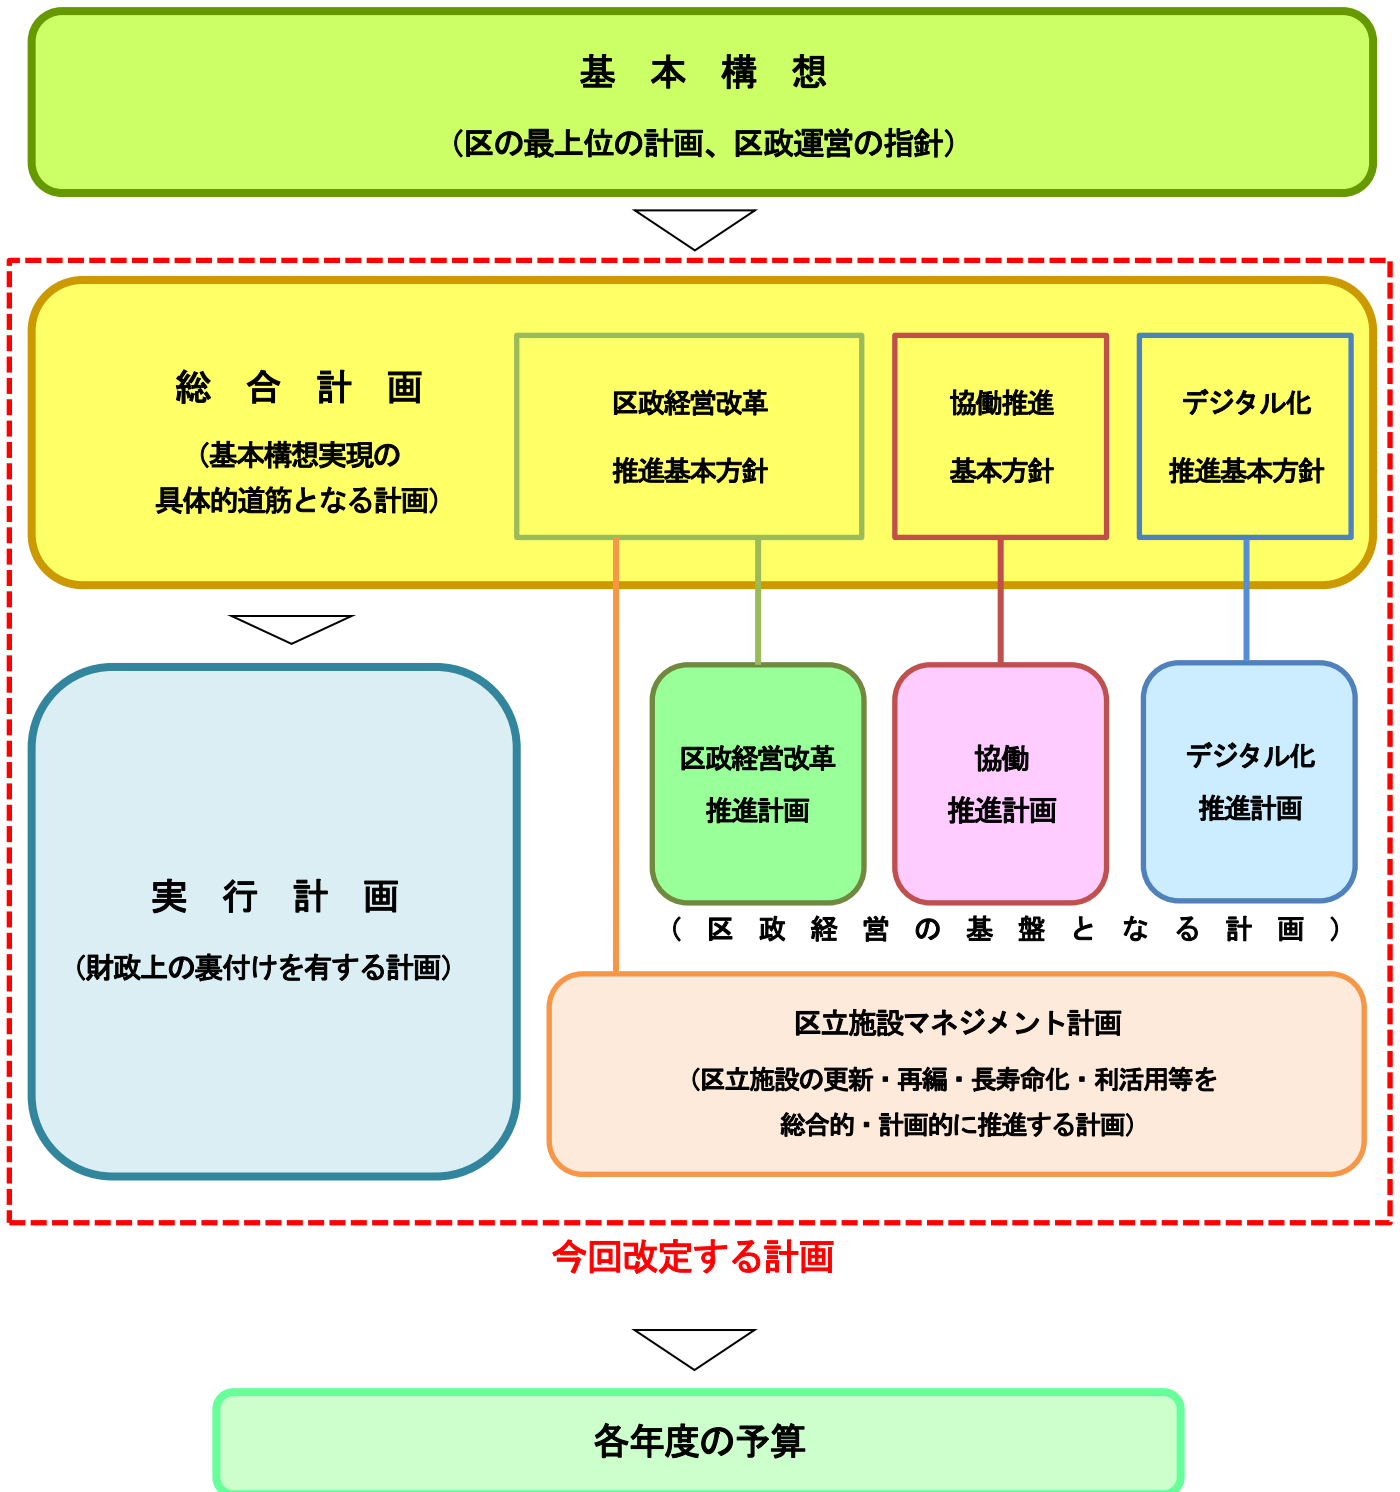 基　本　構　想
（区の最上位の計画、区政運営の指針）
総　合　計　画
（基本構想実現の
具体的道筋となる計画）
区政経営改革
推進基本方針
協働推進
基本方針
デジタル化
推進基本方針
実　行　計　画
（財政上の裏付けを有する計画）
区政経営改革
推進計画
協働
推進計画
デジタル化
推進計画
（　区　政　経　営　の　基　盤　と　な　る　計　画　）
区立施設マネジメント計画
（区立施設の更新・再編・長寿命化・利活用等を
総合的・計画的に推進する計画）
今回改定する計画
各年度の予算